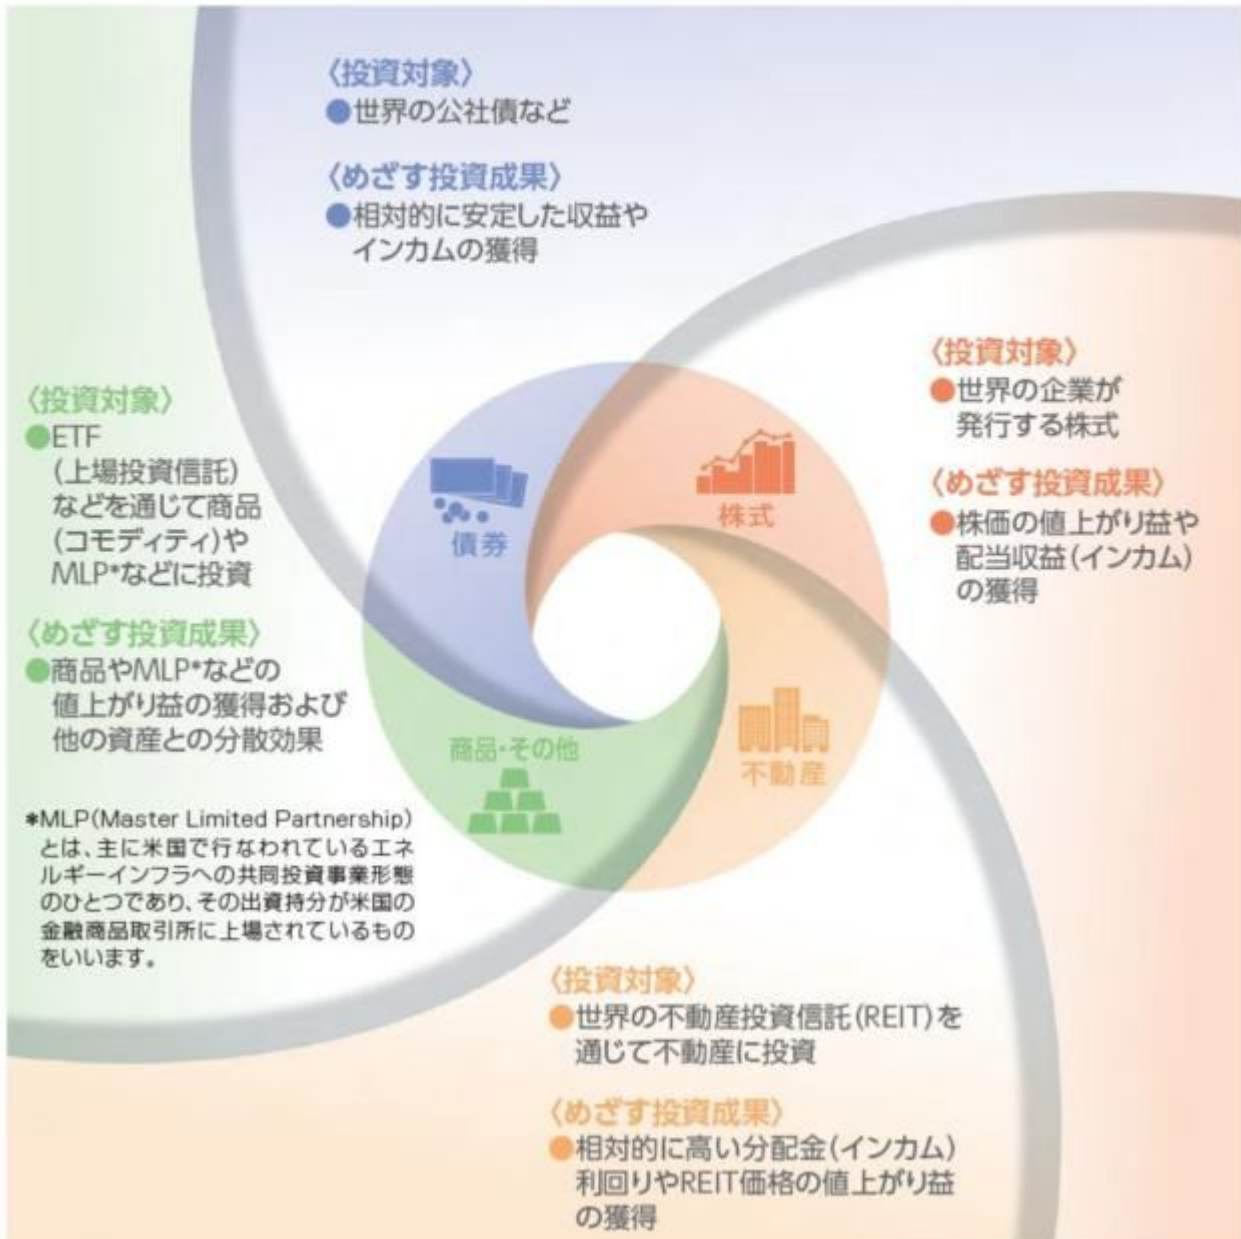 〈投資対象〉
●世界の公社債など
〈めざす投資成果〉
●相対的に安定した収益や
インカムの獲得
〈投資対象〉
●世界の企業が
発行する株式
〈めざす投資成果〉
●株価の値上がり益や
配当収益(インカム)
の獲得
〈投資対象〉
●ETF
(上場投資信託)
などを通じて商品
(コモディティ)や
MLP*などに投資
〈めざす投資成果〉
●商品やMLP*などの
値上がり益の獲得および
他の資産との分散効果
*MLP(Master Limited Partnership)
とは、主に米国で行なわれているエネ
ルギーインフラへの共同投資事業形態
のひとつであり、その出資持分が米国の
金融商品取引所に上場されているもの
をいいます。
債券
株式
商品・その他
不動産
〈投資対象〉
●世界の不動産投資信託(REIT)を
通じて不動産に投資
〈めざす投資成果〉
●相対的に高い分配金(インカム)
利回りやREIT価格の値上がり益
の獲得